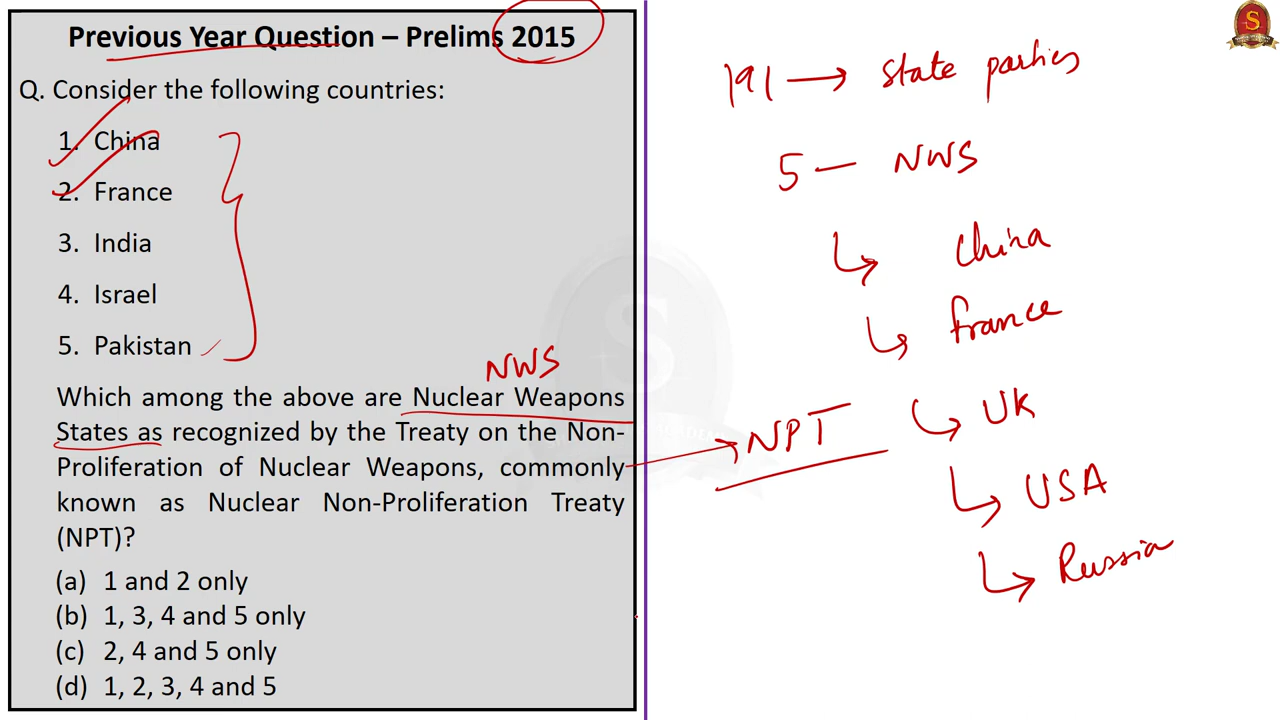 Previous Year Question – Prelims 2015
Q. Consider the following countries:
1. China
2. France
3. India
4. Israel
5. Pakistan
NWS
Which among the above are Nuclear Weapons
States as recognized by the Treaty on the Non-
Proliferation of Nuclear Weapons, commonly
known as Nuclear Non-Proliferation Treaty
(NPT)?
(a) 1 and 2 only
(b) 1, 3, 4 and 5 only
(c) 2, 4 and 5 only
(d) 1, 2, 3, 4 and 5
191 → State parties
5 — NWS
China
France
UK
NPT
USA
Russia
S